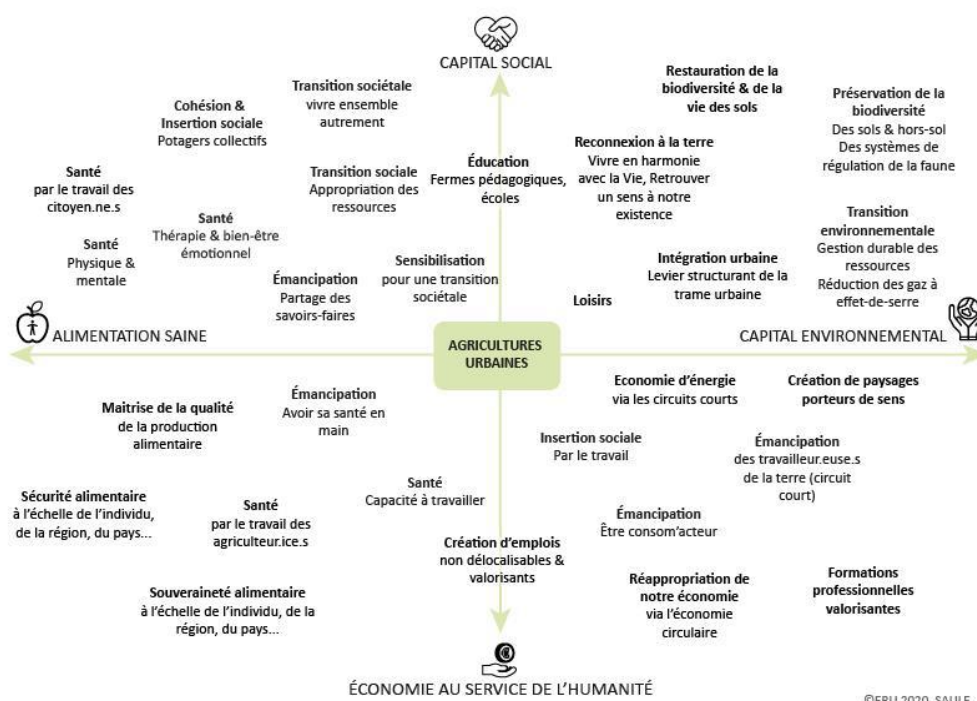 CAPITAL SOCIAL
Transition sociétale
vivre ensemble
autrement
Cohésion &
Insertion sociale
Potagers collectifs
Restauration de la
biodiversité & de la
vie des sols
Préservation de la
biodiversité
Des sols & hors-sol
Des systèmes de
régulation de la faune
Santé
par le travail des
citoyen.ne.s
Transition sociale
Appropriation des
ressources
Éducation
Fermes pédagogiques,
écoles
Reconnexion à la terre
Vivre en harmonie
avec la Vie, Retrouver
un sens à notre
existence
Santé
Physique &
mentale
Santé
Thérapie & bien-être
émotionnel
Émancipation
Partage des
savoirs-faires
Sensibilisation
pour une transition
sociétale
Loisirs
Intégration urbaine
Levier structurant de la
trame urbaine
Transition
environnementale
Gestion durable des
ressources
Réduction des gaz à
effet-de-serre
ALIMENTATION SAINE
AGRICULTURES
URBAINES
CAPITAL ENVIRONNEMENTAL
Maitrise de la qualité
de la production
alimentaire
Émancipation
Avoir sa santé en
main
Economie d'énergie
via les circuits courts
Création de paysages
porteurs de sens
Insertion sociale
Par le travail
Émancipation
des travailleur.euse.s
de la terre (circuit
court)
Sécurité alimentaire
à l'échelle de l'individu,
de la région, du pays...
Santé
par le travail des
agriculteur.ice.s
Santé
Capacité à travailler
Émancipation
Être consom'acteur
Création d'emplois
non délocalisables &
valorisants
Souveraineté alimentaire
à l'échelle de l'individu, de la
région, du pays...
Réappropriation de
notre économie
via l'économie
circulaire
Formations
professionnelles
valorisantes
ÉCONOMIE AU SERVICE DE L'HUMANITÉ